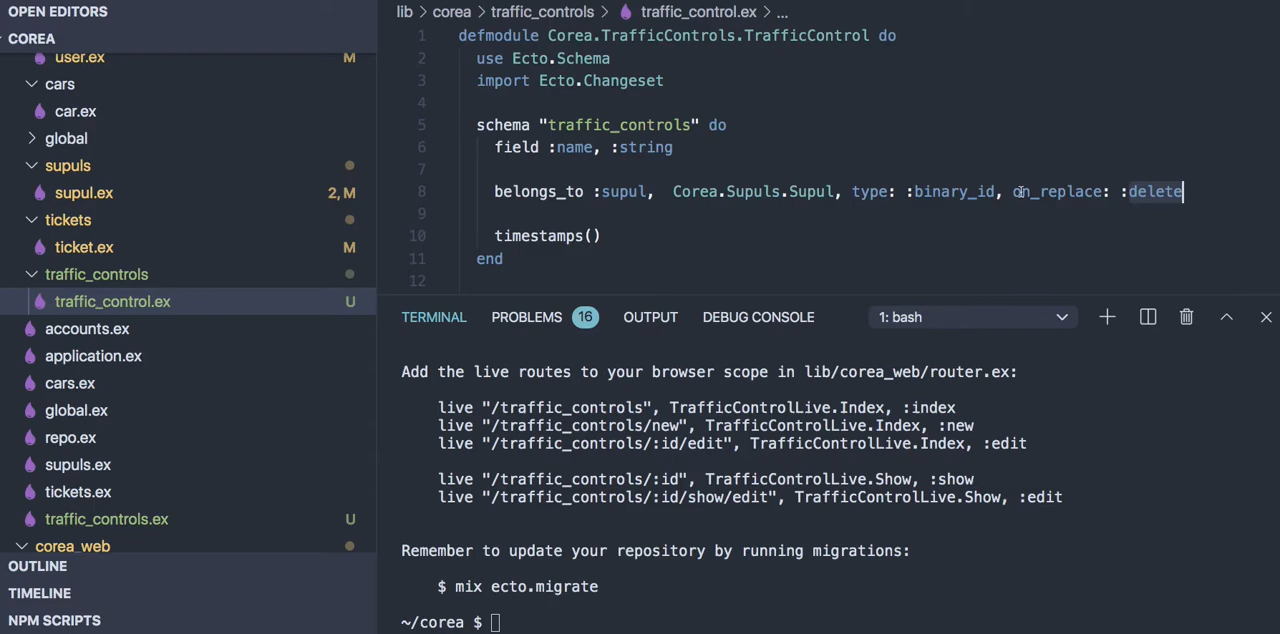 OPEN EDITORS
COREA
user.ex M
cars
car.ex
global
supuls
supul.ex 2, M
tickets
ticket.ex M
traffic_controls
traffic_control.ex U
accounts.ex
application.ex
cars.ex
global.ex
repo.ex
supuls.ex
tickets.ex
traffic_controls.ex U
corea_web
OUTLINE
TIMELINE
NPM SCRIPTS
lib > corea > traffic_controls > traffic_control.ex > ...
1 defmodule Corea.TrafficControls.TrafficControl do
2 use Ecto.Schema
3 import Ecto.Changeset
4
5 schema "traffic_controls" do
6 field :name, :string
7
8 belongs_to :supul,  Corea.Supuls.Supul, type: :binary_id, on_replace: :delete
9
10 timestamps()
11 end
12
TERMINAL PROBLEMS 16 OUTPUT DEBUG CONSOLE 1: bash
Add the live routes to your browser scope in lib/corea_web/router.ex:
live "/traffic_controls", TrafficControlLive.Index, :index
live "/traffic_controls/new", TrafficControlLive.Index, :new
live "/traffic_controls/:id/edit", TrafficControlLive.Index, :edit
live "/traffic_controls/:id", TrafficControlLive.Show, :show
live "/traffic_controls/:id/show/edit", TrafficControlLive.Show, :edit
Remember to update your repository by running migrations:
$ mix ecto.migrate
~/corea $